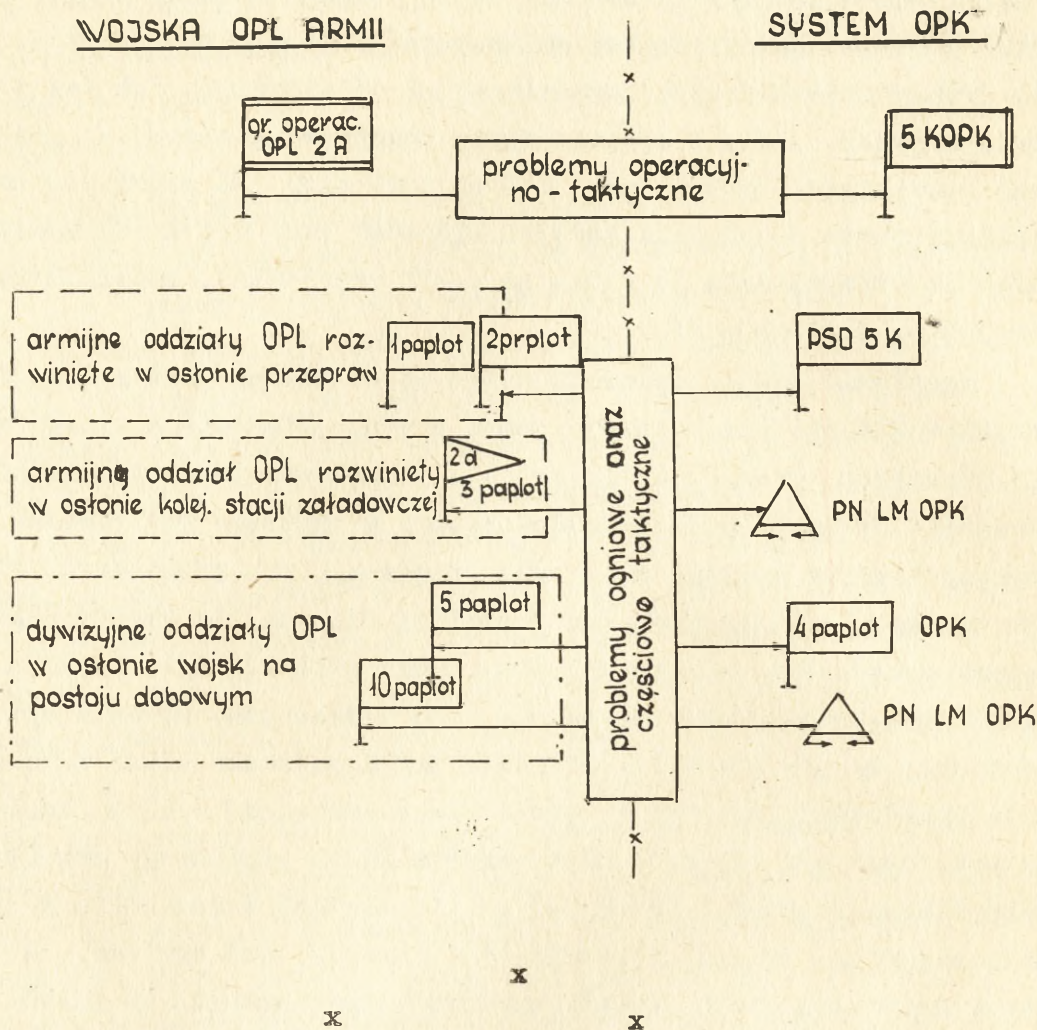 WOJSKA OPL ARMII
SYSTEM OPK
gr. operac.
OPL 2 A
problemy operacyj-
no - taktyczne
5 KOPK
armijne oddziały OPL roz-
winięte w osłonie przepraw
1 paplot
2 prplot
PSD 5 K
armijne oddział OPL rozwiniety
w osłonie kolej. stacji załadowczej
2 d
3 paplot
PN LM OPK
problemy ogniowe oraz
częściowo taktyczne
dywizyjne oddziały OPL
w osłonie wojsk na
postoju dobowym
5 paplot
10 paplot
4 paplot
OPK
PN LM OPK
x
x x